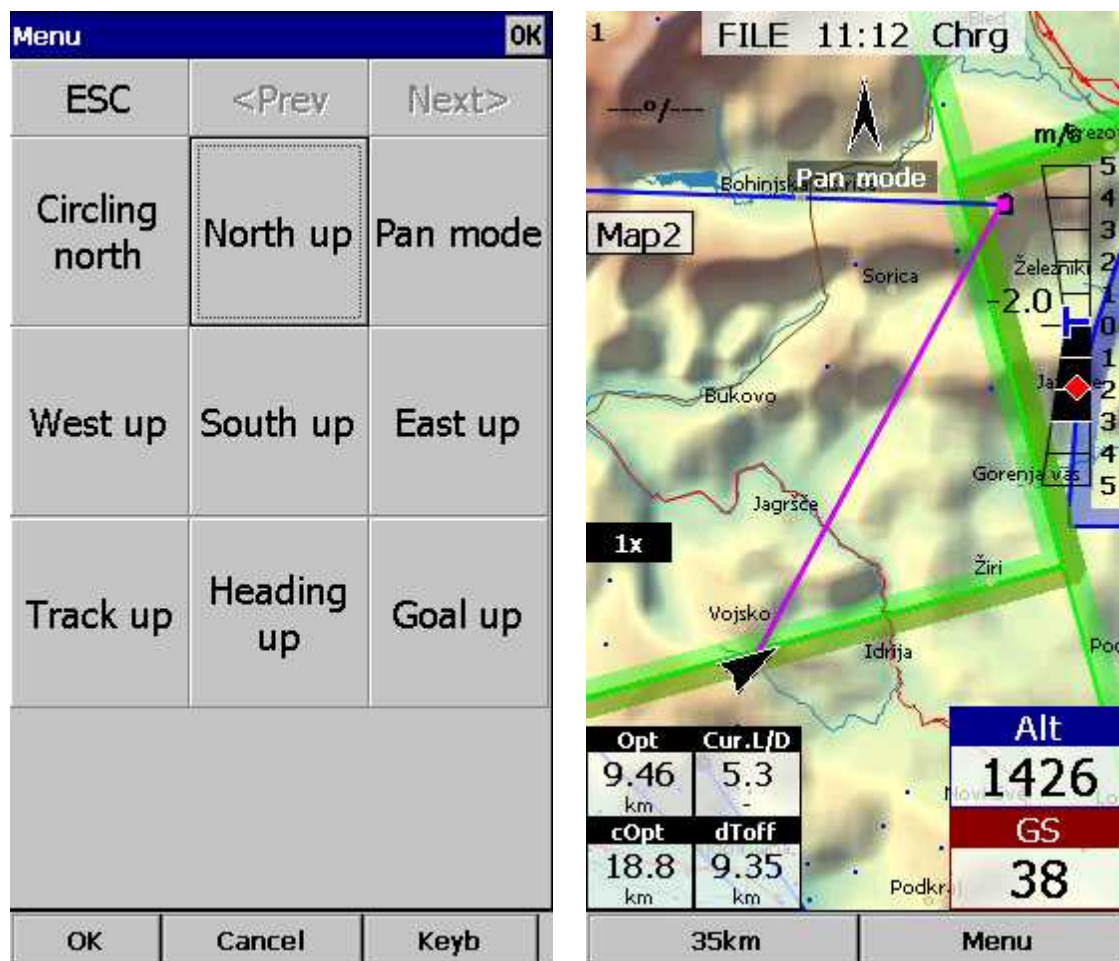 Menu OK
ESC <Prev Next>
Circling
north
North up Pan mode
West up South up East up
Track up
Heading
up
Goal up
OK Cancel Keyb
1 FILE 11:12 Chrg
---°/---
m/s
Pan mode
Map2
Sorica
Železniki
-2.0
5
4
3
2
1
0
1
2
3
4
5
Bukovo
Gorenja vas
Jagršče
1x
Žiri
Vojsko
Idrija
Opt Cur.L/D
9.46 5.3
km -
cOpt dToff
18.8 9.35
km km
Alt
1426
GS
38
35km Menu